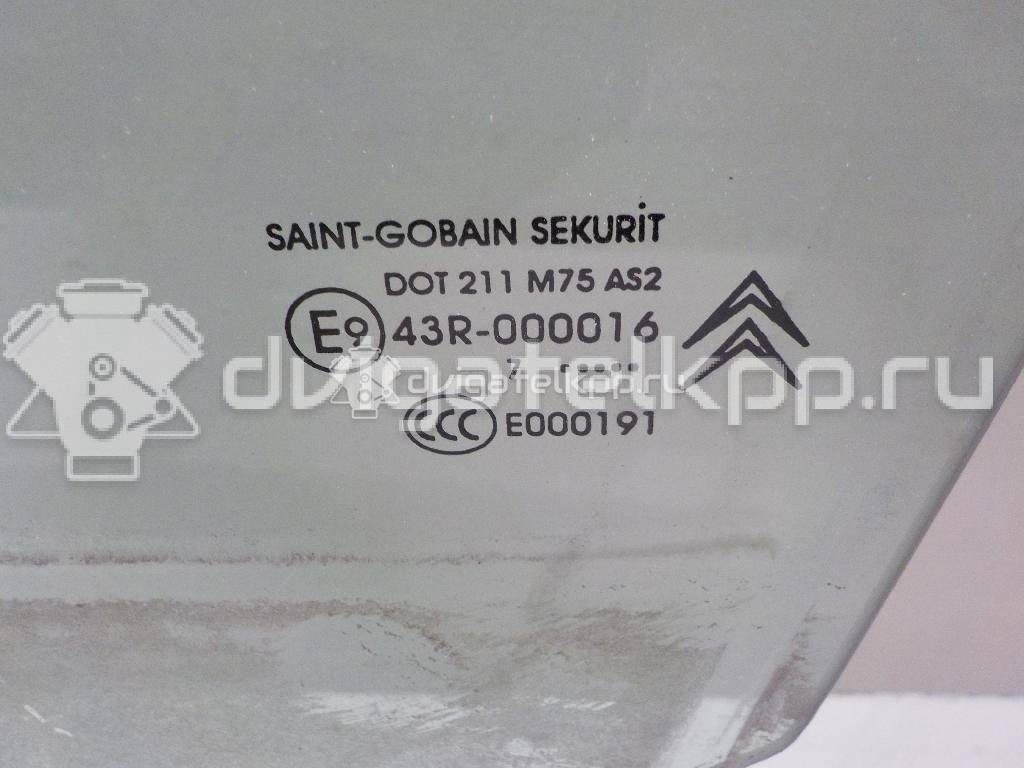 SAINT-GOBAIN SEKURIT
DOT 211 M75 AS2
E9 43R-000016
dvigatelkpp.ru
dvigatelkpp.ru
CCC E000191